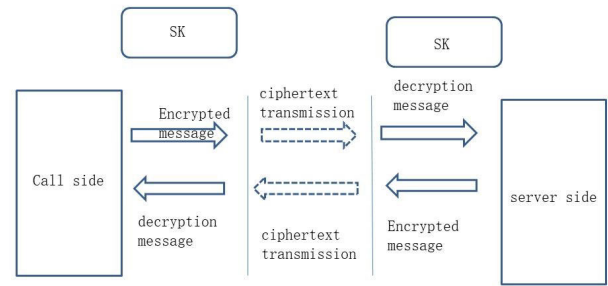 SK
SK
Encrypted
message
ciphertext
transmission
decryption
message
Call side
server side
decryption
message
ciphertext
transmission
Encrypted
message